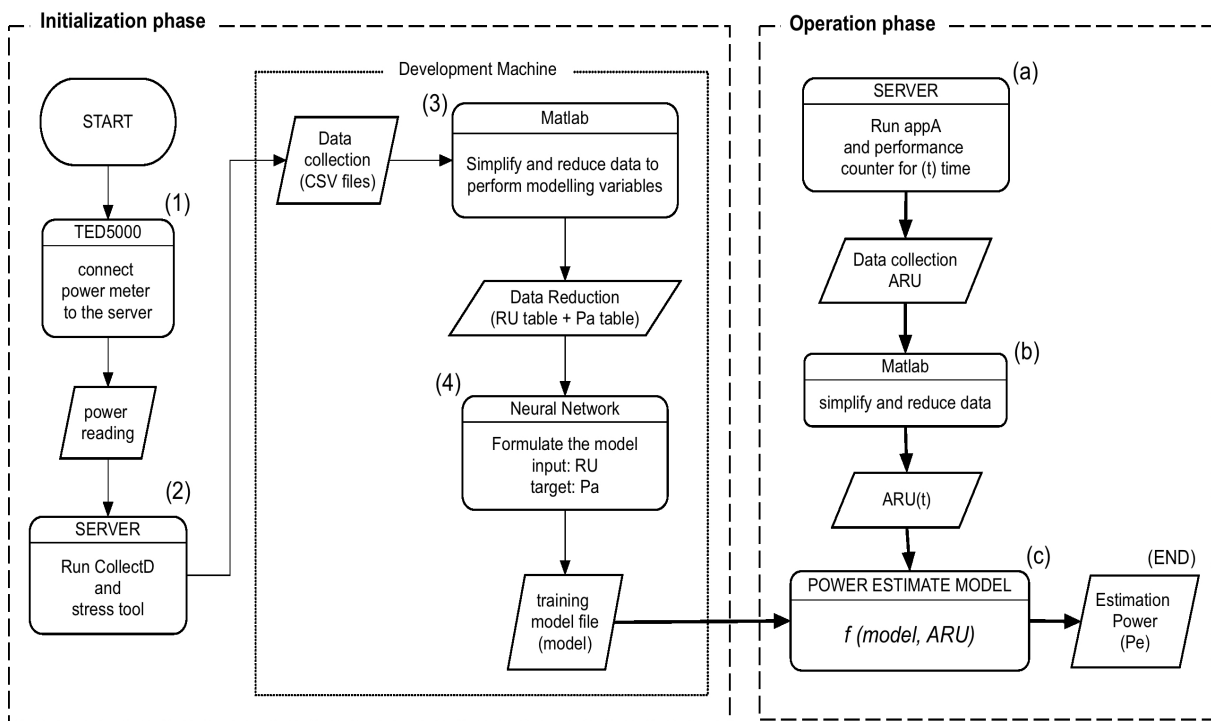 Initialization phase
START
(1)
TED5000
connect
power meter
to the server
power
reading
(2)
SERVER
Run CollectD
and
stress tool
Development Machine
Data
collection
(CSV files)
(3)
Matlab
Simplify and reduce data to
perform modelling variables
Data Reduction
(RU table + Pa table)
(4)
Neural Network
Formulate the model
input: RU
target: Pa
training
model file
(model)
Operation phase
(a)
SERVER
Run appA
and performance
counter for (t) time
Data collection
ARU
(b)
Matlab
simplify and reduce data
ARU(t)
(c)
POWER ESTIMATE MODEL
f (model, ARU)
(END)
Estimation
Power
(Pe)